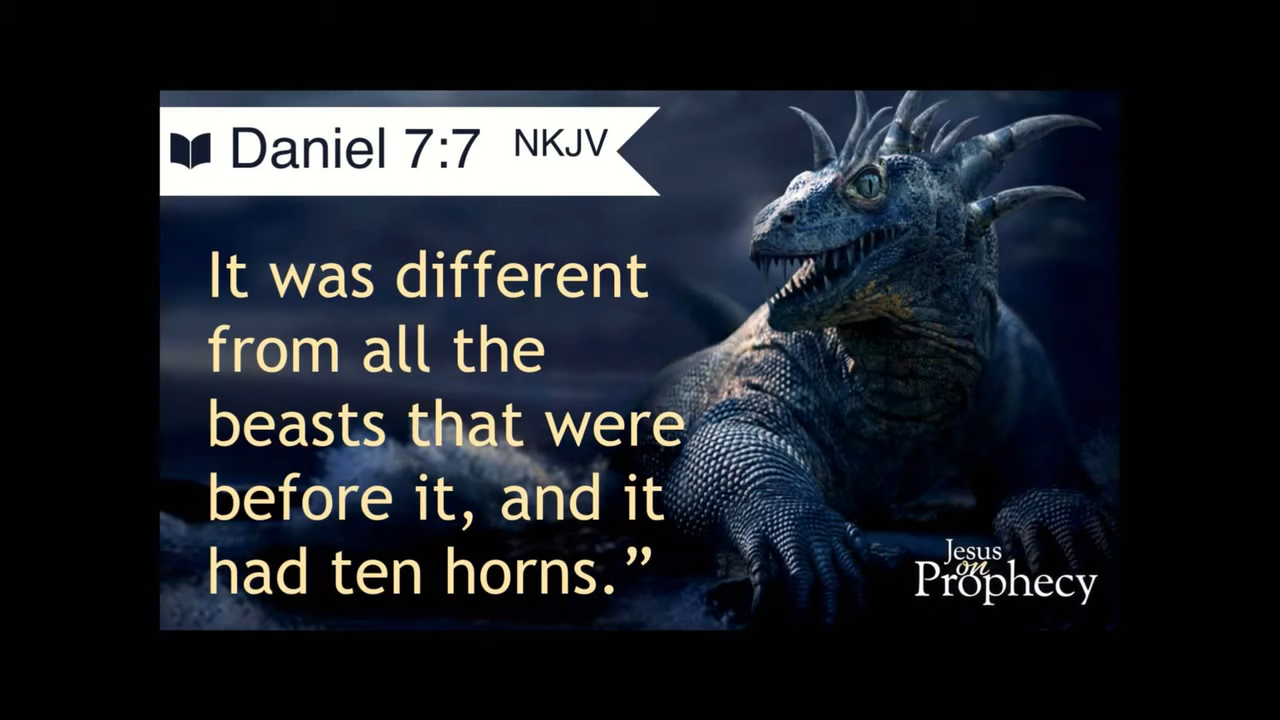 Daniel 7:7 NKJV
It was different
from all the
beasts that were
before it, and it
had ten horns.”
Jesus
on
Prophecy